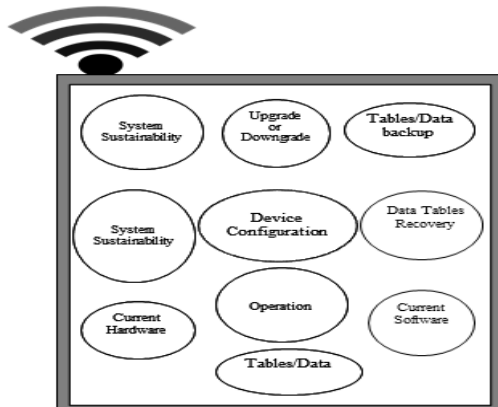 System
Sustainability
Upgrade
or
Downgrade
Tables/Data
backup
System
Sustainability
Device
Configuration
Data Tables
Recovery
Current
Hardware
Operation
Current
Software
Tables/Data